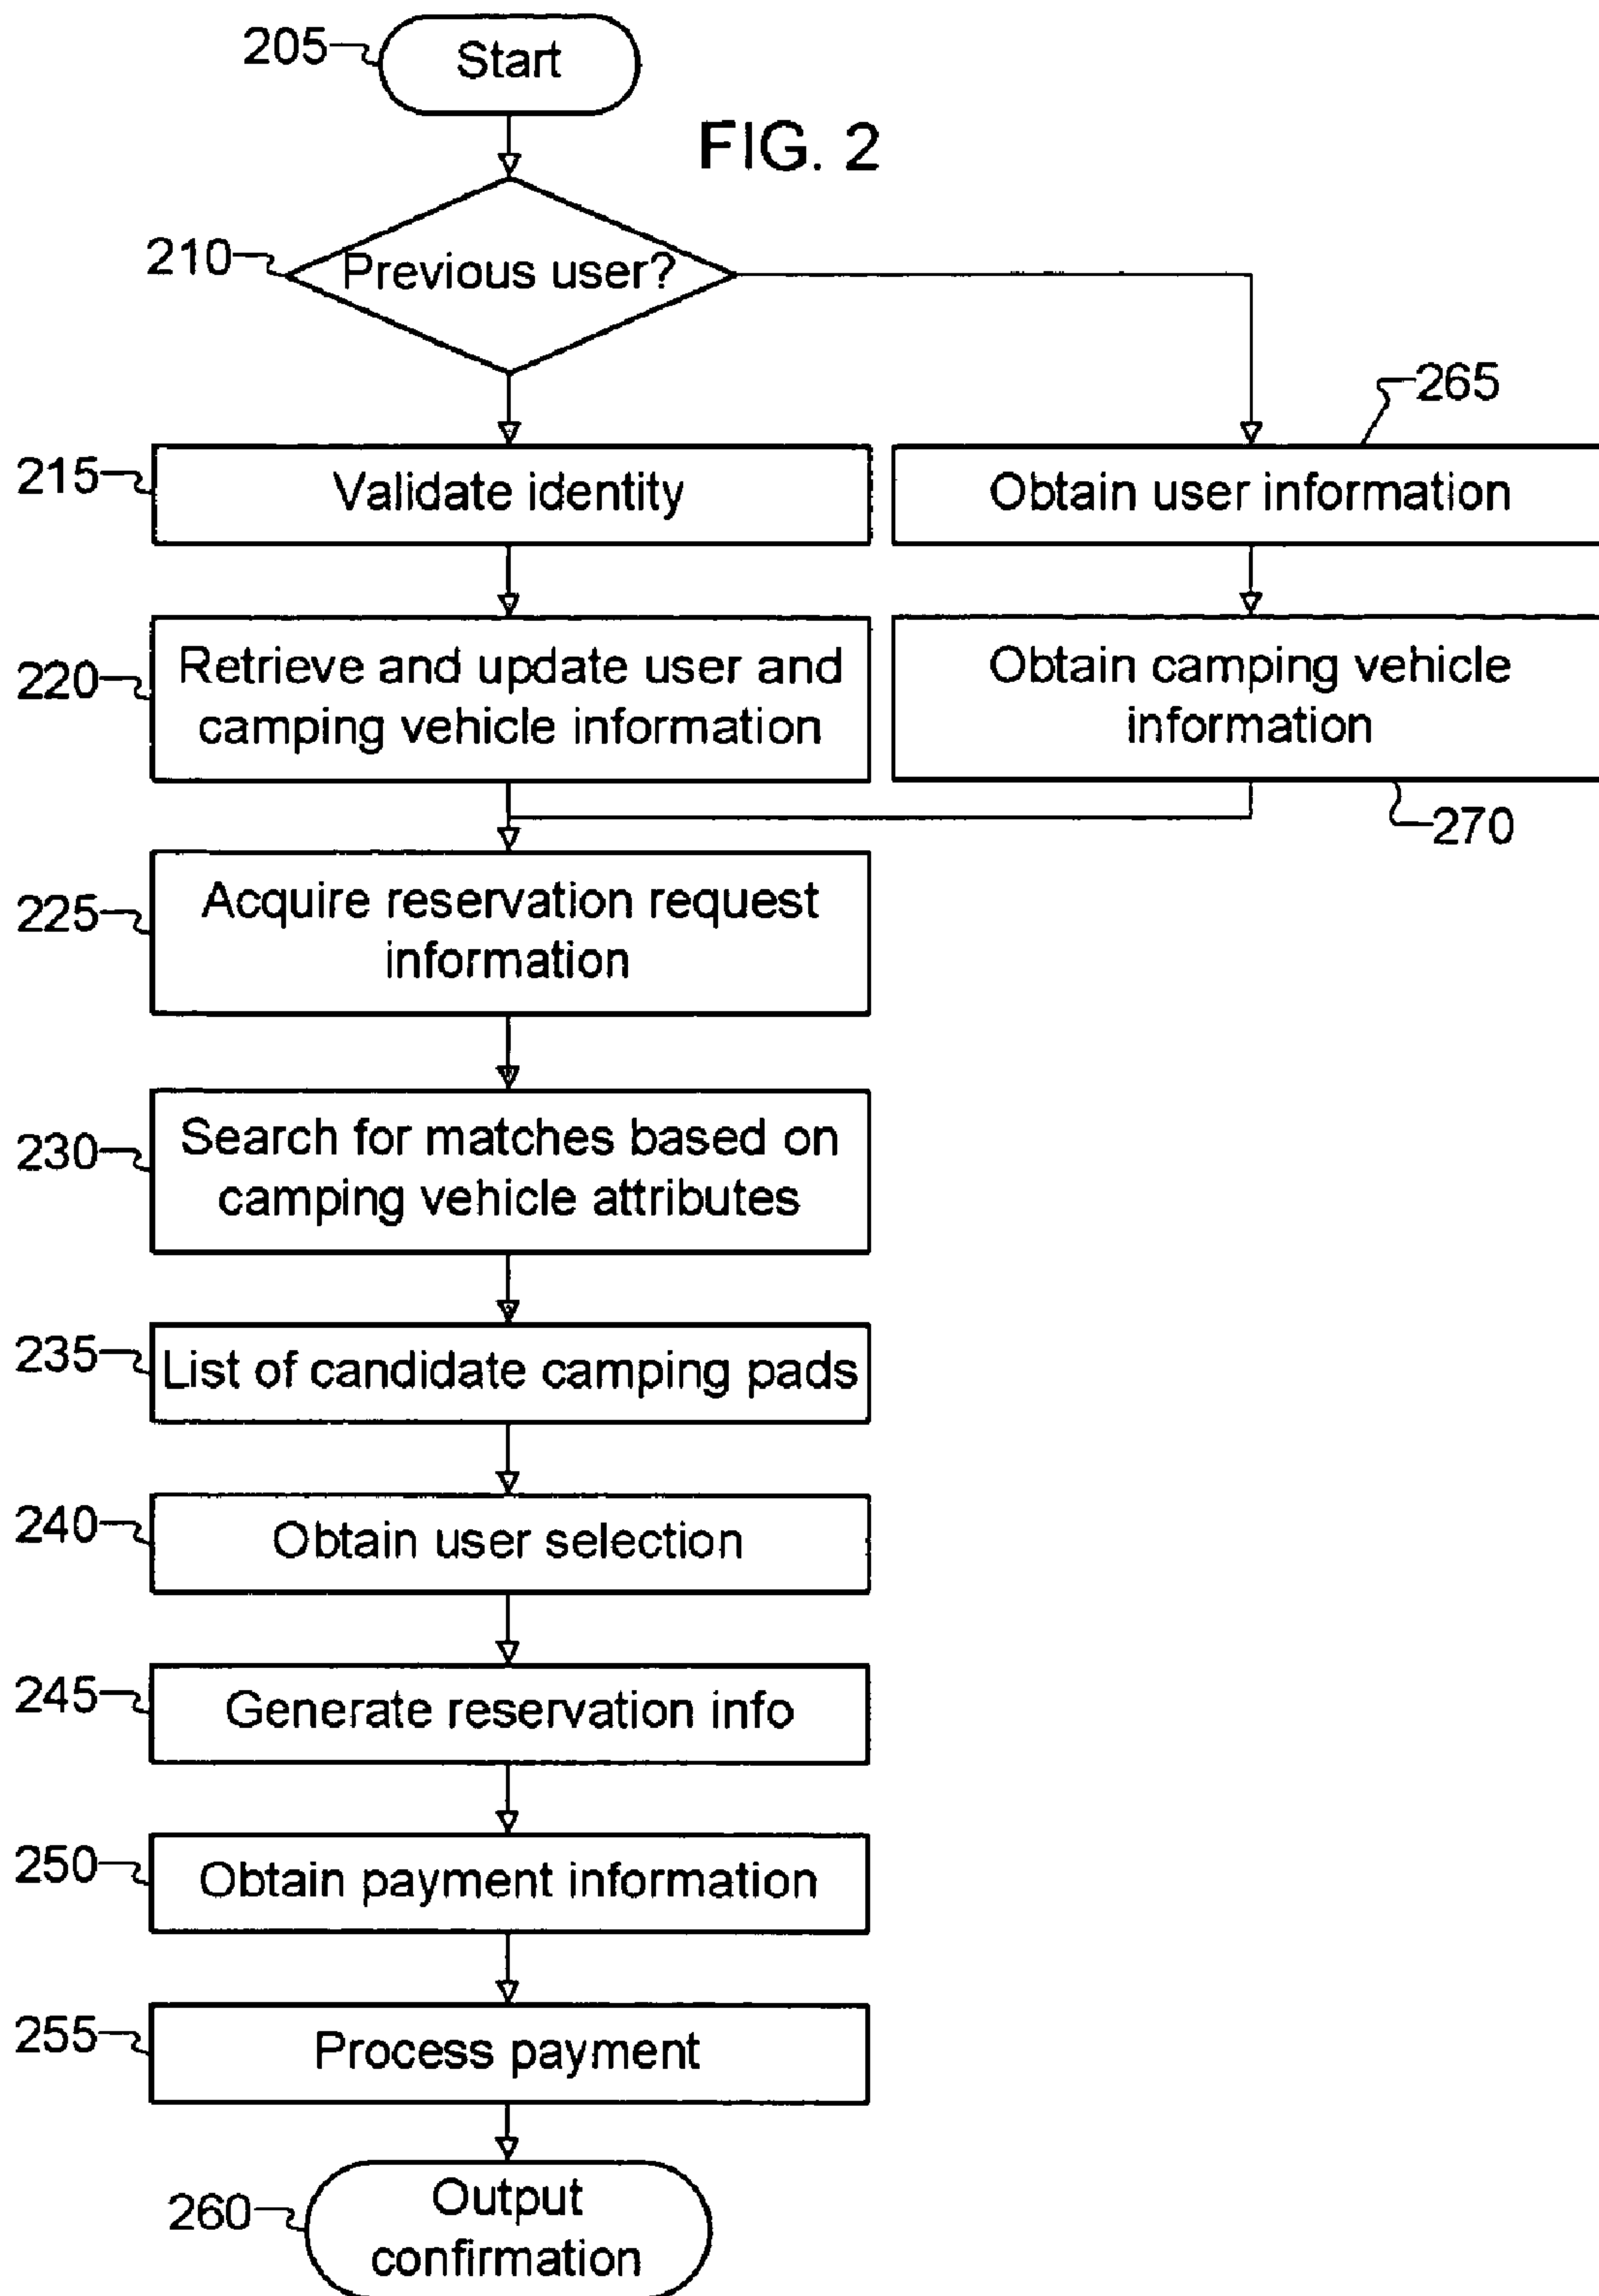 205
Start
FIG. 2
210
Previous user?
265
215
Validate identity
Obtain user information
220
Retrieve and update user and
camping vehicle information
Obtain camping vehicle
information
270
225
Acquire reservation request
information
230
Search for matches based on
camping vehicle attributes
235
List of candidate camping pads
240
Obtain user selection
245
Generate reservation info
250
Obtain payment information
255
Process payment
260
Output
confirmation